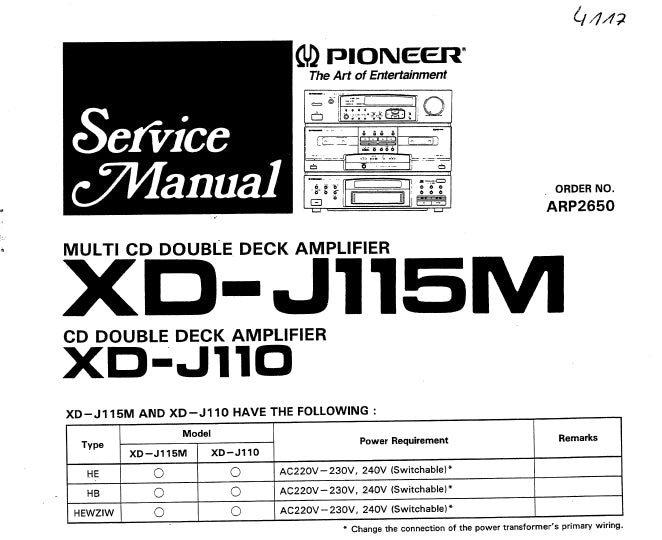 4117
PIONEER®
The Art of Entertainment
Service
Manual
ORDER NO.
ARP2650
MULTI CD DOUBLE DECK AMPLIFIER
XD-J115M
CD DOUBLE DECK AMPLIFIER
XD-J110
XD-J115M AND XD-J110 HAVE THE FOLLOWING :
Type Model Power Requirement Remarks
XD-J115M XD-J110
HE ○ ○ AC220V-230V, 240V (Switchable)*
HB ○ ○ AC220V-230V, 240V (Switchable)*
HEWZIW ○ ○ AC220V-230V, 240V (Switchable)*
* Change the connection of the power transformer's primary wiring.